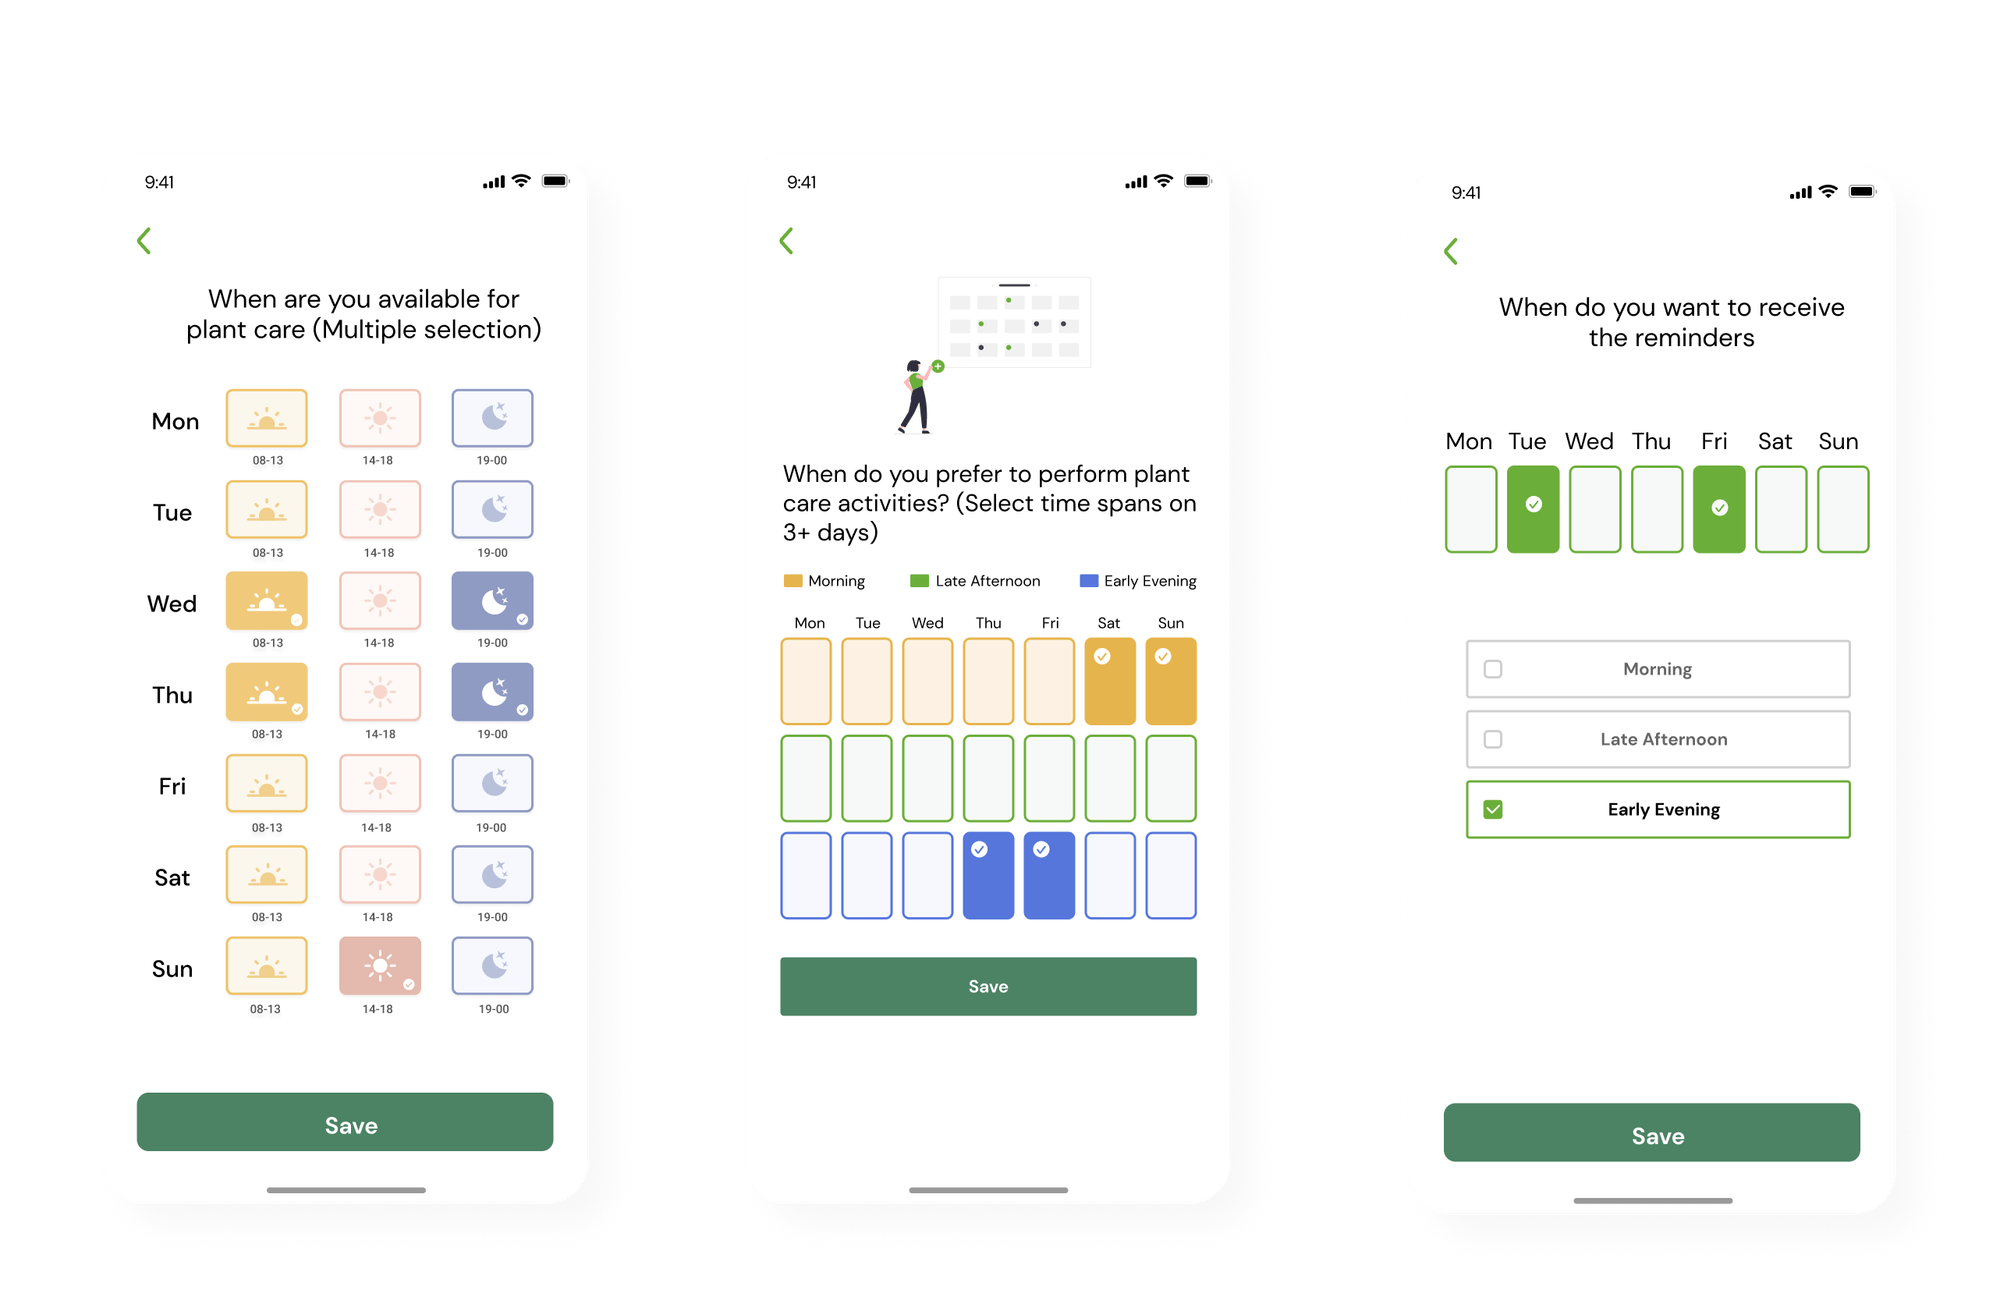 9:41
When are you available for
plant care (Multiple selection)
Mon
08-13 14-18 19-00
Tue
08-13 14-18 19-00
Wed
08-13 14-18 19-00
Thu
08-13 14-18 19-00
Fri
08-13 14-18 19-00
Sat
08-13 14-18 19-00
Sun
08-13 14-18 19-00
Save
9:41
When do you prefer to perform plant
care activities? (Select time spans on
3+ days)
Morning Late Afternoon Early Evening
Mon Tue Wed Thu Fri Sat Sun
Save
9:41
When do you want to receive
the reminders
Mon Tue Wed Thu Fri Sat Sun
Morning
Late Afternoon
Early Evening
Save